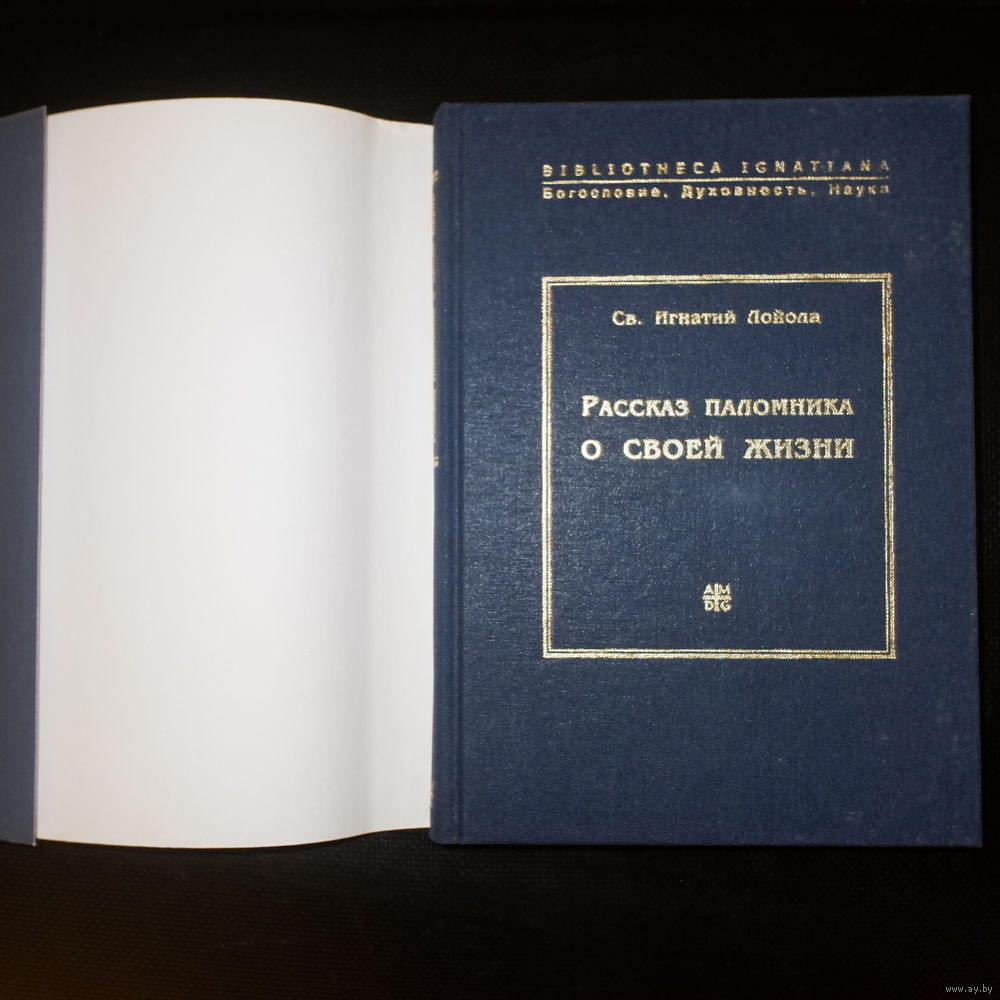 BIBLIOTHECA IGNATIANA
Богословие, Духовность, Наука
Св. Игнатий Лойола
Рассказ паломника
о своей жизни
AM
DG
www.ay.by